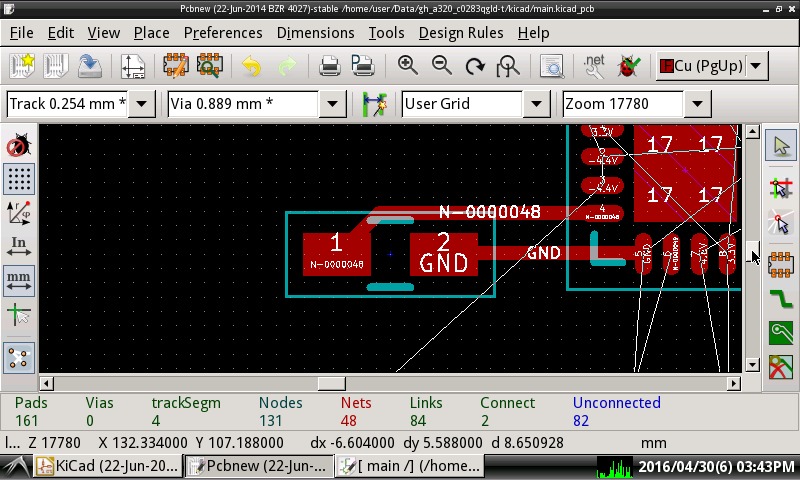 Pcbnew (22-Jun-2014 BZR 4027)-stable /home/user/Data/gh_a320_c0283qgld-t/kicad/main.kicad_pcb
File Edit View Place Preferences Dimensions Tools Design Rules Help
.net
Cu (PgUp)
Track 0.254 mm *
Via 0.889 mm *
User Grid
Zoom 17780
In
mm
3.3V
-4.4V
-4.4V
4
N-0000048
17 17
17 17
N-0000048
1
N-0000048
2
GND
GND
5
GND
6
7
8
Pads Vias trackSegm Nodes Nets Links Connect Unconnected
161 0 4 131 48 84 2 82
l... Z 17780 X 132.334000 Y 107.188000 dx -6.604000 dy 5.588000 d 8.650928 mm
KiCad (22-Jun-20...
Pcbnew (22-Jun-...
[ main /] (/home...
2016/04/30(6) 03:43PM